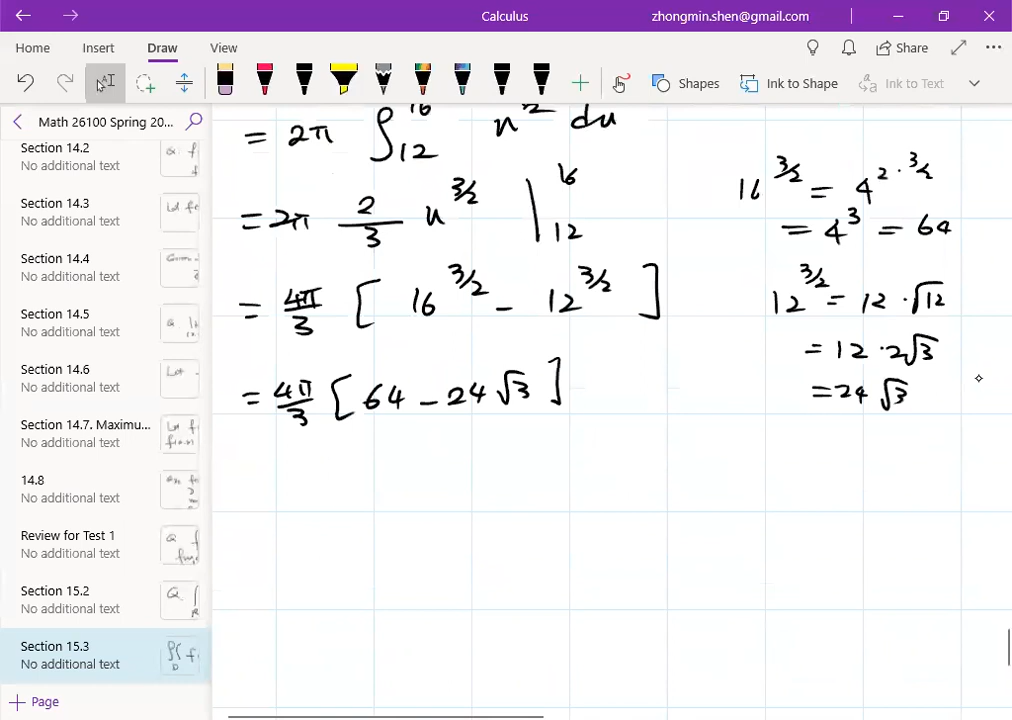 Calculus
zhongmin.shen@gmail.com
Home Insert Draw View
Share
Shapes
Ink to Shape
Ink to Text
Math 26100 Spring 20...
Section 14.2
No additional text
Section 14.3
No additional text
Section 14.4
No additional text
Section 14.5
No additional text
Section 14.6
No additional text
Section 14.7. Maximu...
No additional text
14.8
No additional text
Review for Test 1
No additional text
Section 15.2
No additional text
Section 15.3
No additional text
Page
= 2π ∫_12^16 u^½ du
= 2π 2/3 u^3/2 |_12^16
= 4π/3 [ 16^3/2 - 12^3/2 ]
= 4π/3 [ 64 - 24 √3 ]
16^3/2 = 4^2·3/2
= 4^3 = 64
12^3/2 = 12 · √12
= 12 · 2√3
= 24 √3